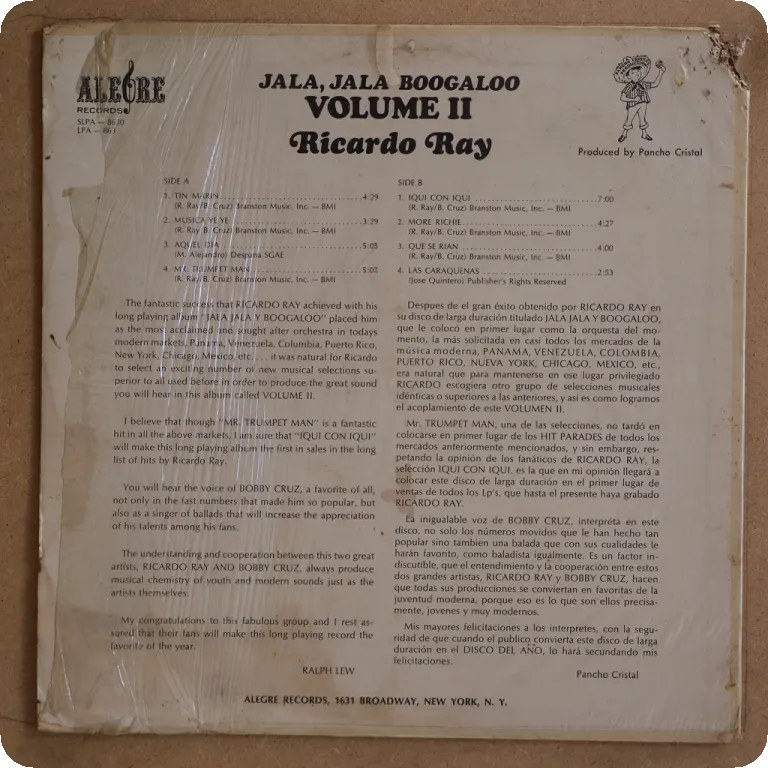 ALEGRE
RECORDS
SLPA — 8630
LPA — 863
JALA, JALA BOOGALOO
VOLUME II
Ricardo Ray
Produced by Pancho Cristal
SIDE A
1. TIN MARIN 4:29
(R. Ray/B. Cruz) Branston Music, Inc. — BMI
2. MUSICA YE YE 3:29
(R. Ray/B. Cruz) Branston Music, Inc. — BMI
3. AQUEL DIA 5:05
(M. Alejandro) Despana SGAE
4. MR. TRUMPET MAN 5:02
(R. Ray/B. Cruz) Branston Music, Inc. — BMI
SIDE B
1. IQUI CON IQUI 7:00
(R. Ray/B. Cruz) Branston Music, Inc. — BMI
2. MORE RICHIE 4:27
(R. Ray/B. Cruz) Branston Music, Inc. — BMI
3. QUE SE RIAN 4:00
(R. Ray/B. Cruz) Branston Music, Inc. — BMI
4. LAS CARAQUENAS 2:53
(Jose Quintero) Publisher's Rights Reserved
The fantastic success that RICARDO RAY achieved with his
long playing album "JALA JALA Y BOOGALOO" placed him
as the most acclaimed and sought after orchestra in todays
modern markets, Panama, Venezuela, Columbia, Puerto Rico,
New York, Chicago, Mexico, etc. . . . it was natural for Ricardo
to select an exciting number of new musical selections su-
perior to all used before in order to produce the great sound
you will hear in this album called VOLUME II.
I believe that though "MR. TRUMPET MAN" is a fantastic
hit in all the above markets, I am sure that "IQUI CON IQUI"
will make this long playing album the first in sales in the long
list of hits by Ricardo Ray.
You will hear the voice of BOBBY CRUZ, a favorite of all,
not only in the fast numbers that made him so popular, but
also as a singer of ballads that will increase the appreciation
of his talents among his fans.
The understanding and cooperation between this two great
artists, RICARDO RAY AND BOBBY CRUZ, always produce
musical chemistry of youth and modern sounds just as the
artists themselves.
My congratulations to this fabulous group and I rest as-
sured that their fans will make this long playing record the
favorite of the year.
RALPH LEW
Despues de el gran éxito obtenido por RICARDO RAY en
su disco de larga duración titulado JALA JALA Y BOOGALOO,
que le colocó en primer lugar como la orquesta del mo-
mento, la más solicitada en casi todos los mercados de la
música moderna, PANAMA, VENEZUELA, COLOMBIA,
PUERTO RICO, NUEVA YORK, CHICAGO, MEXICO, etc.,
era natural que para mantenerse en ese lugar privilegiado
RICARDO escogiera otro grupo de selecciones musicales
idénticas o superiores a las anteriores, y así es como logramos
el acoplamiento de este VOLUMEN II.
Mr. TRUMPET MAN, una de las selecciones, no tardó en
colocarse en primer lugar de los HIT PARADES de todos los
mercados anteriormente mencionados, y sin embargo, res-
petando la opinión de los fanáticos de RICARDO RAY, la
selección IQUI CON IQUI, es la que en mi opinión llegará a
colocar este disco de larga duración en el primer lugar de
ventas de todos los Lp's, que hasta el presente haya grabado
RICARDO RAY.
La inigualable voz de BOBBY CRUZ, interpréta en este
disco, no solo los números movidos que le han hecho tan
popular sino tambien una balada que con sus cualidades le
harán favorito, como baladista igualmente. Es un factor in-
discutible, que el entendimiento y la cooperación entre estos
dos grandes artistas, RICARDO RAY y BOBBY CRUZ, hacen
que todas sus producciones se conviertan en favoritas de la
juventud moderna, porque eso es lo que son ellos precisa-
mente, jovenes y muy modernos.
Mis mayores felicitaciones a los interpretes, con la segu-
ridad de que cuando el publico convierta este disco de larga
duración en el DISCO DEL AÑO, lo hará secundando mis
felicitaciones.
Pancho Cristal
ALEGRE RECORDS, 1631 BROADWAY, NEW YORK, N. Y.